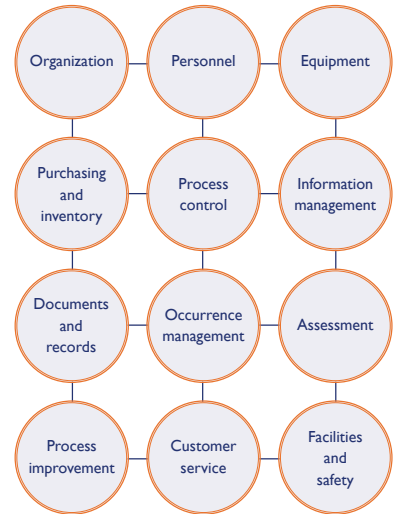 Organization
Personnel
Equipment
Purchasing
and
inventory
Process
control
Information
management
Documents
and
records
Occurrence
management
Assessment
Process
improvement
Customer
service
Facilities
and
safety